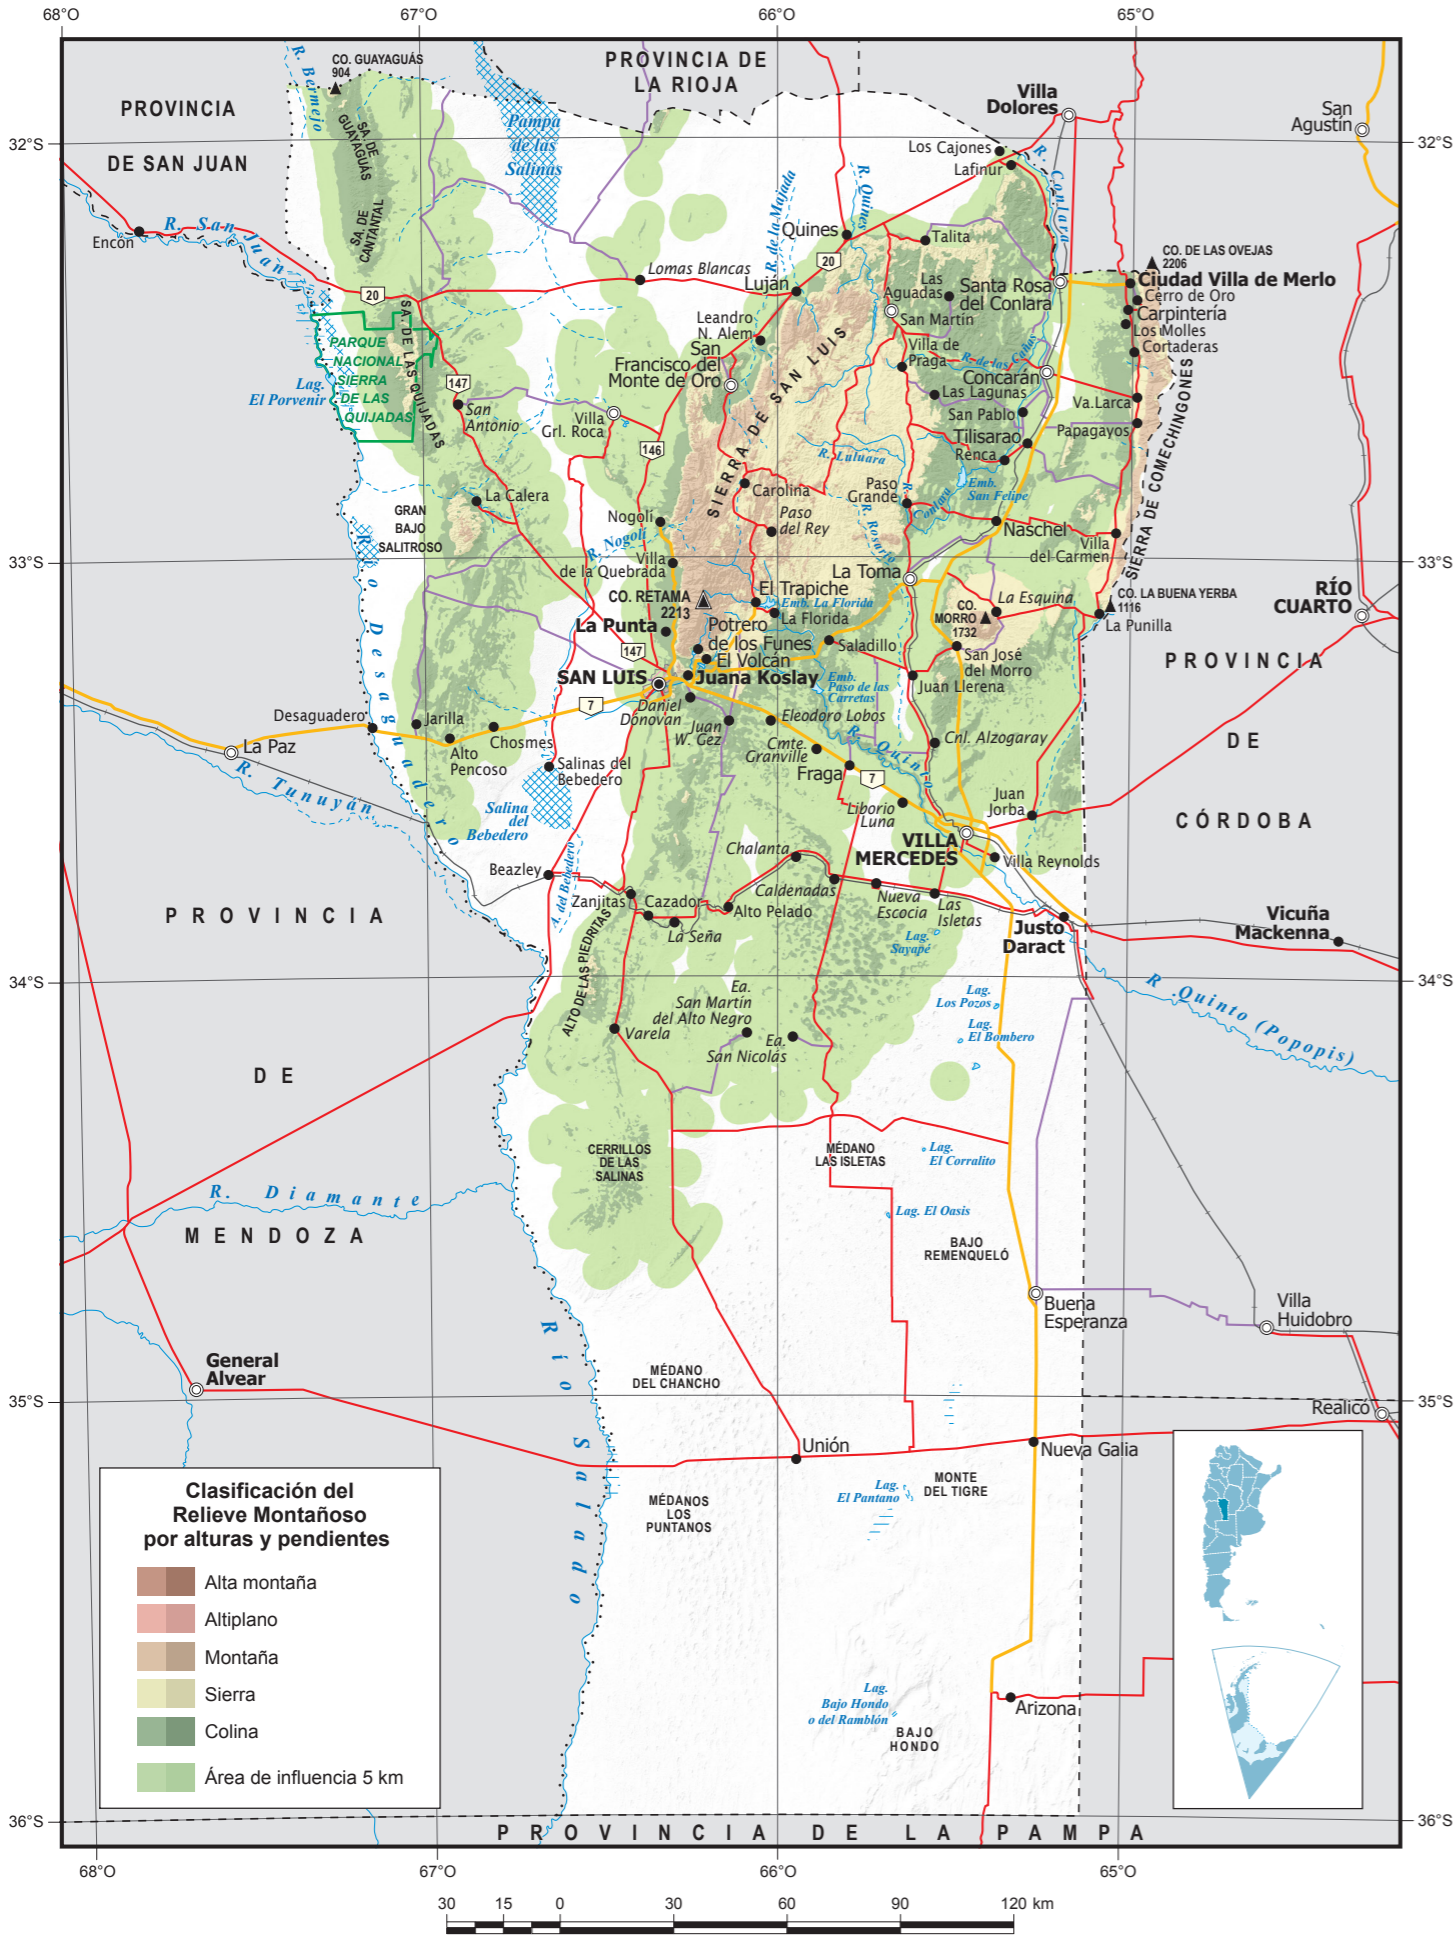 68°O
67°O
66°O
65°O
32°S
33°S
34°S
35°S
36°S
32°S
33°S
34°S
35°S
36°S
CO. GUAYAGUÁS
904
R. Bermejo
PROVINCIA DE
LA RIOJA
Villa
Dolores
San
Agustín
PROVINCIA
DE SAN JUAN
SA. DE
GUAYAGUÁS
SA. DE
CANTANTAL
Pampa
de las
Salinas
Los Cajones
Lafinur
R. Conlara
R. San Juan
Encón
R. de la Majada
R. Quines
Quines
Talita
20
Lomas Blancas
Luján
20
Las
Aguadas
Santa Rosa
del Conlara
San Martín
CO. DE LAS OVEJAS
2206
Ciudad Villa de Merlo
Cerro de Oro
Carpintería
Los Molles
Cortaderas
Leandro
N. Alem
San
Francisco del
Monte de Oro
SIERRA DE SAN LUIS
Villa de
Praga
R. de las Cañas
Concarán
Las Lagunas
San Pablo
Va.Larca
Papagayos
Tilisarao
Renca
SIERRA DE COMECHINGONES
PARQUE
NACIONAL
SIERRA
DE LAS
QUIJADAS
SA. DE LAS QUIJADAS
Lag.
El Porvenir
147
San
Antonio
Villa
Grl. Roca
146
R. Luluara
Emb.
San Felipe
La Calera
Carolina
Paso
Grande
R. Conlara
Nogolí
R. Nogolí
Paso
del Rey
R. Rosario
Naschel
Villa
del Carmen
GRAN
BAJO
SALITROSO
Villa
de la Quebrada
La Toma
CO. RETAMA
2213
El Trapiche
Emb. La Florida
La Florida
La Esquina
CO.
MORRO
1732
CO. LA BUENA YERBA
1116
La Punilla
RÍO
CUARTO
La Punta
Potrero
de los Funes
El Volcán
Saladillo
San José
del Morro
147
SAN LUIS
Juana Koslay
Emb.
Paso de las
Carretas
Juan Llerena
PROVINCIA
DE
CÓRDOBA
7
Daniel
Donovan
Juan
W. Gez
Eleodoro Lobos
R. Quinto
Cnl. Alzogaray
Río Desaguadero
Desaguadero
Jarilla
Alto
Pencoso
Chosmes
La Paz
R. Tunuyán
Salinas del
Bebedero
Salina
del
Bebedero
Cmte.
Granville
Fraga
7
Liborio
Luna
Juan
Jorba
VILLA
MERCEDES
Villa Reynolds
Beazley
A. del Bebedero
Chalanta
Caldenadas
Zanjitas
Cazador
Alto Pelado
La Seña
Nueva
Escocia
Las
Isletas
Justo
Daract
Vicuña
Mackenna
Lag.
Sayapé
PROVINCIA
DE
MENDOZA
ALTO DE LAS PIEDRITAS
Varela
Ea.
San Martín
del Alto Negro
Ea.
San Nicolás
Lag.
Los Pozos
Lag.
El Bombero
R .Quinto (Popopis)
CERRILLOS
DE LAS
SALINAS
MÉDANO
LAS ISLETAS
Lag.
El Corralito
R. Diamante
Lag. El Oasis
BAJO
REMENQUELÓ
Buena
Esperanza
Villa
Huidobro
General
Alvear
Río Salado
MÉDANO
DEL CHANCHO
Realicó
Unión
Nueva Galia
MÉDANOS
LOS
PUNTANOS
Lag.
El Pantano
MONTE
DEL TIGRE
Lag.
Bajo Hondo
o del Ramblón
BAJO
HONDO
Arizona
Clasificación del
Relieve Montañoso
por alturas y pendientes
Alta montaña
Altiplano
Montaña
Sierra
Colina
Área de influencia 5 km
PROVINCIA DE LA PAMPA
68°O
67°O
66°O
65°O
30 15 0 30 60 90 120 km